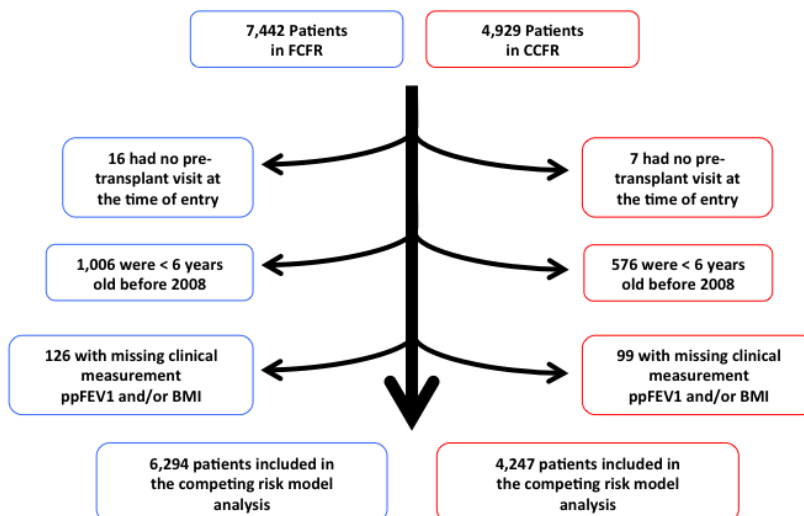 7,442 Patients
in FCFR
4,929 Patients
in CCFR
16 had no pre-
transplant visit at
the time of entry
7 had no pre-
transplant visit at
the time of entry
1,006 were < 6 years
old before 2008
576 were < 6 years
old before 2008
126 with missing clinical
measurement
ppFEV1 and/or BMI
99 with missing clinical
measurement
ppFEV1 and/or BMI
6,294 patients included in
the competing risk model
analysis
4,247 patients included in
the competing risk model
analysis